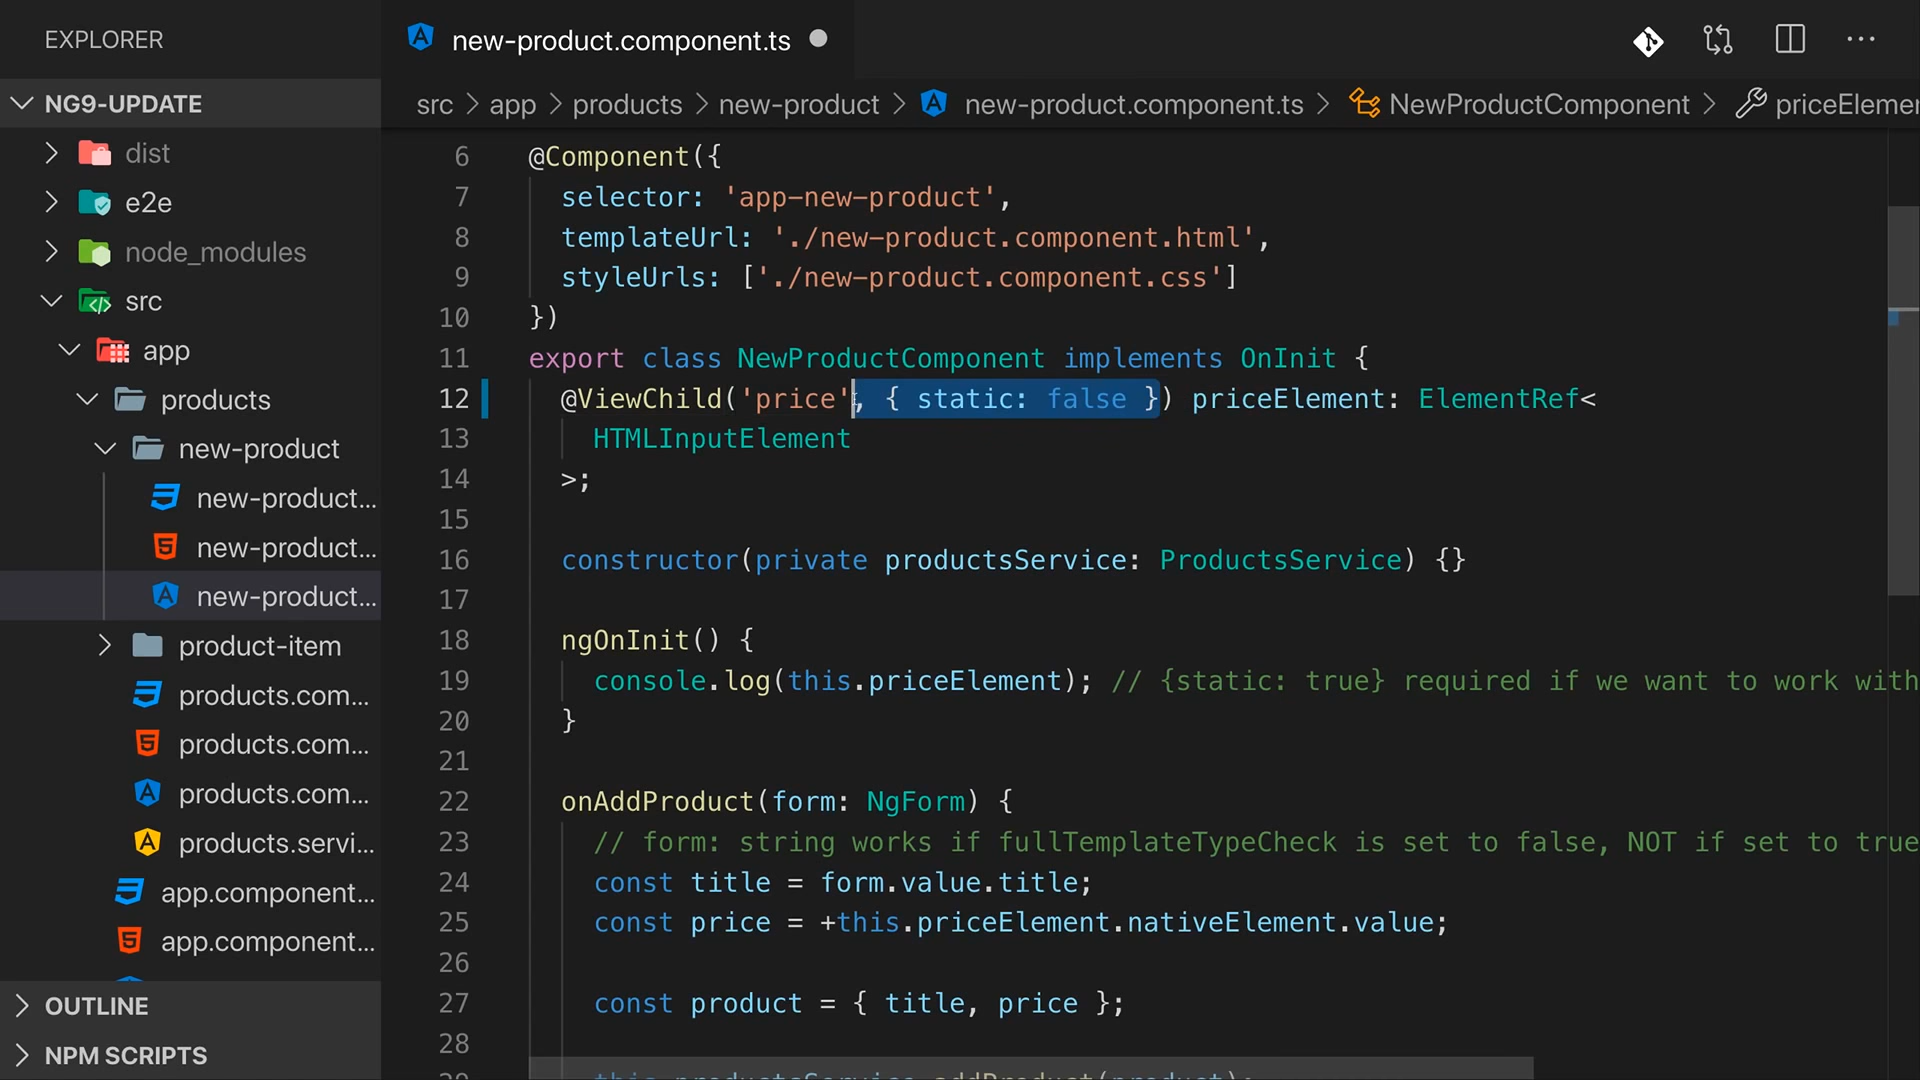 EXPLORER
new-product.component.ts
NG9-UPDATE
src > app > products > new-product > new-product.component.ts > NewProductComponent > priceElemen
dist
e2e
node_modules
src
app
products
new-product
new-product...
new-product...
new-product...
product-item
products.com...
products.com...
products.com...
products.servi...
app.component...
app.component...
OUTLINE
NPM SCRIPTS
6 @Component({
7 selector: 'app-new-product',
8 templateUrl: './new-product.component.html',
9 styleUrls: ['./new-product.component.css']
10 })
11 export class NewProductComponent implements OnInit {
12 @ViewChild('price', { static: false }) priceElement: ElementRef<
13 HTMLInputElement
14 >;
15
16 constructor(private productsService: ProductsService) {}
17
18 ngOnInit() {
19 console.log(this.priceElement); // {static: true} required if we want to work with
20 }
21
22 onAddProduct(form: NgForm) {
23 // form: string works if fullTemplateTypeCheck is set to false, NOT if set to true
24 const title = form.value.title;
25 const price = +this.priceElement.nativeElement.value;
26
27 const product = { title, price };
28